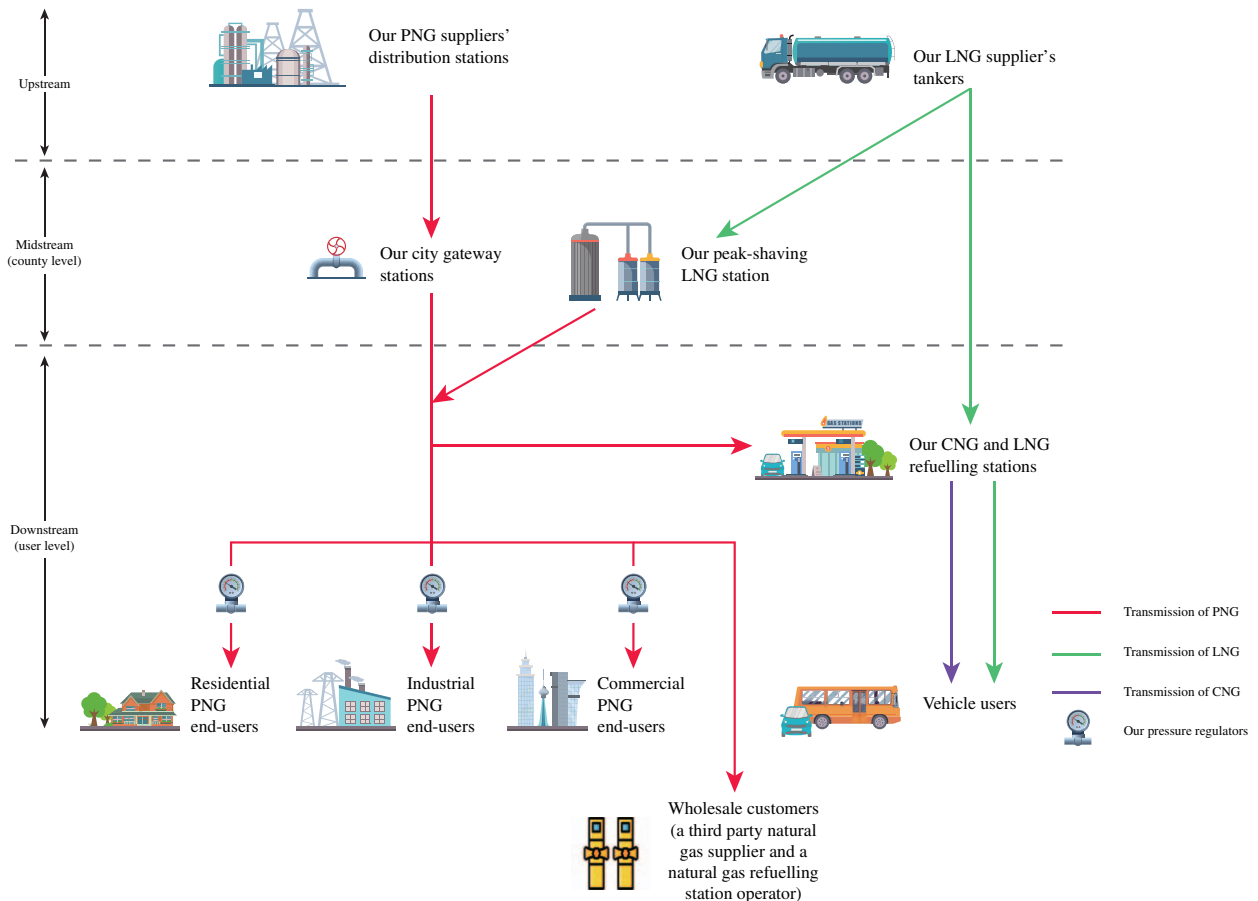 Upstream
Our PNG suppliers’
distribution stations
Our LNG supplier’s
tankers
Midstream
(county level)
Our city gateway
stations
Our peak-shaving
LNG station
GAS STATIONS
Our CNG and LNG
refuelling stations
Downstream
(user level)
Residential
PNG
end-users
Industrial
PNG
end-users
Commercial
PNG
end-users
Vehicle users
Transmission of PNG
Transmission of LNG
Transmission of CNG
Our pressure regulators
Wholesale customers
(a third party natural
gas supplier and a
natural gas refuelling
station operator)